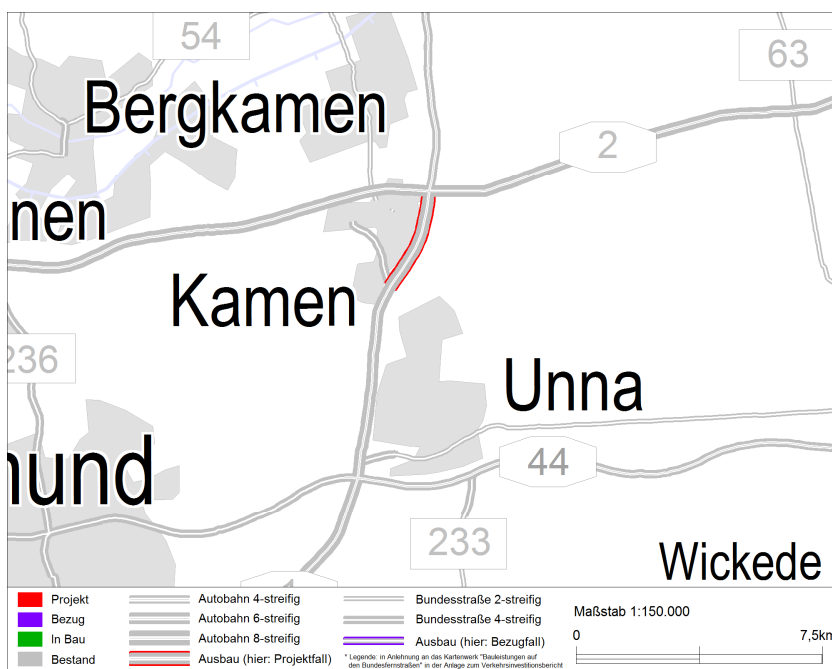 54
63
Bergkamen
2
nen
Kamen
236
Unna
mund
44
233
Wickede
1
Projekt
Bezug
In Bau
Bestand
Autobahn 4-streifig
Autobahn 6-streifig
Autobahn 8-streifig
Ausbau (hier: Projektfall)
Bundesstraße 2-streifig
Bundesstraße 4-streifig
Ausbau (hier: Bezugfall)
* Legende: in Anlehnung an das Kartenwerk "Bauleistungen auf
den Bundesfernstraßen" in der Anlage zum Verkehrsinvestitionsbericht
Maßstab 1:150.000
0 7,5km